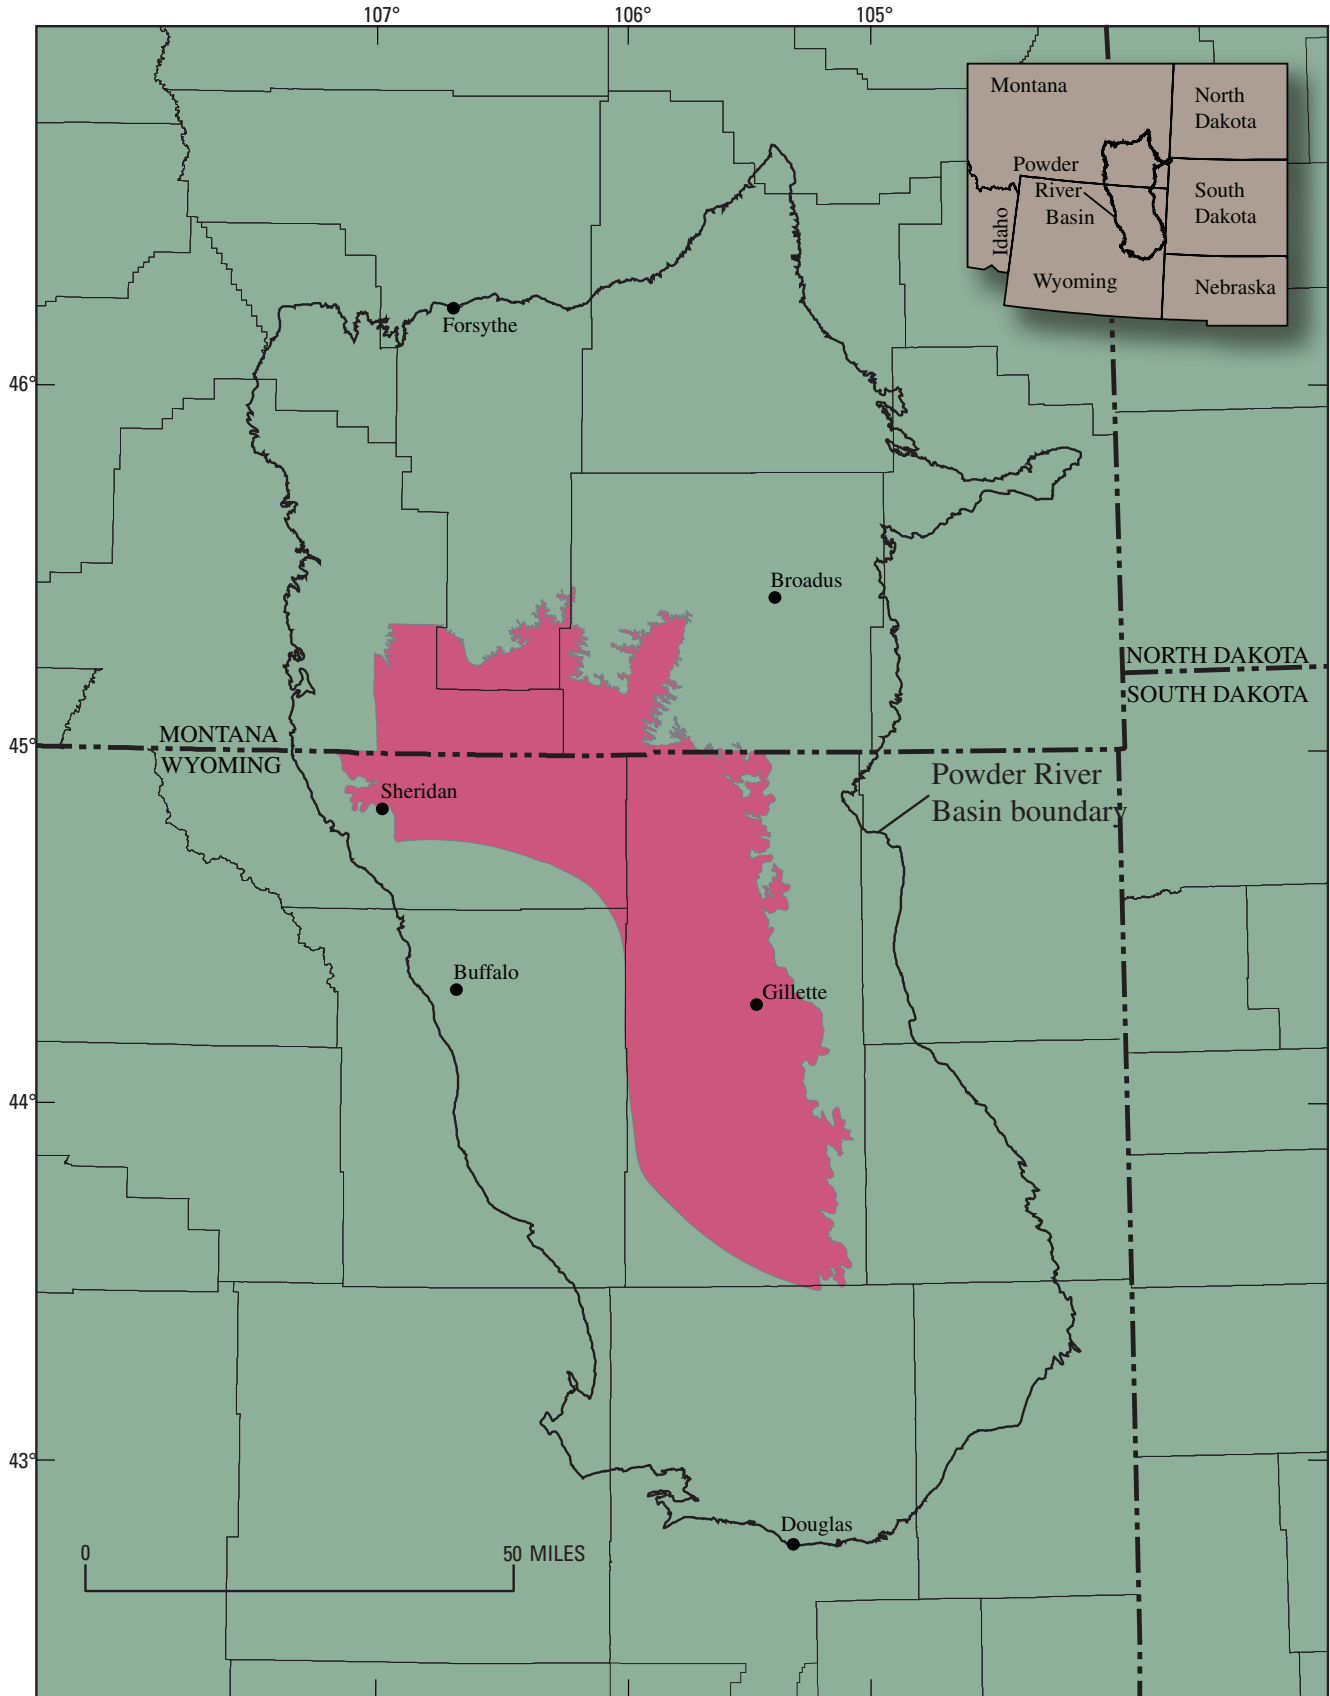 107°
106°
105°
Montana
North
Dakota
Powder
River
Basin
South
Dakota
Idaho
Wyoming
Nebraska
Forsythe
46°
Broadus
NORTH DAKOTA
SOUTH DAKOTA
45°
MONTANA
WYOMING
Powder River
Basin boundary
Sheridan
Buffalo
Gillette
44°
43°
Douglas
0
50 MILES